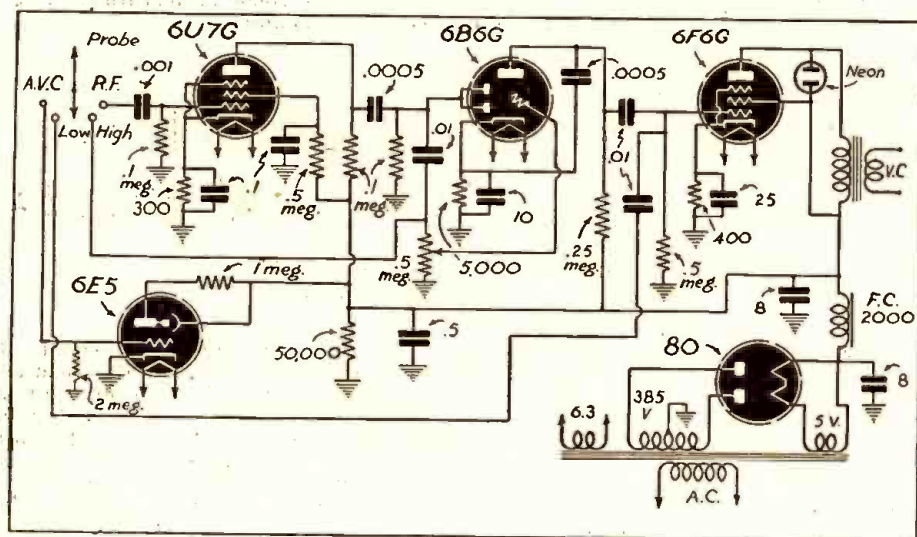 6U7G
6B6G
6F6G
Probe
.001
.0005
.0005
Neon
A.V.C
R.F.
Low
High
.1
meg.
300
.1
.5
meg.
.1
meg.
.01
.5
meg.
10
5,000
.25
meg.
.01
400
25
.5
meg.
V.C
6E5
1 meg.
2 meg.
50,000
.5
8
F.C.
2000
80
8
6.3
385
V
5 V.
A.C.